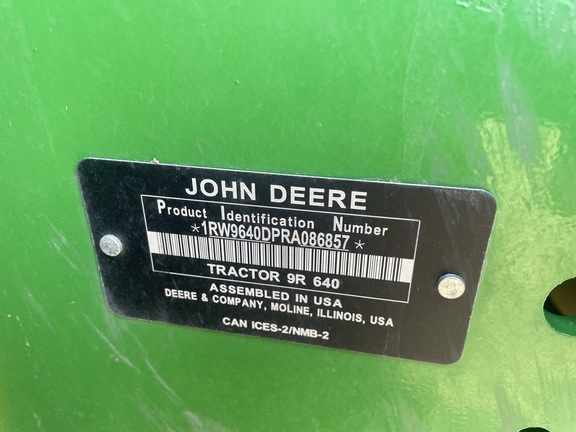 JOHN DEERE
Product Identification Number
*1RW9640DPRA086857*
TRACTOR 9R 640
ASSEMBLED IN USA
DEERE & COMPANY, MOLINE, ILLINOIS, USA
CAN ICES-2/NMB-2